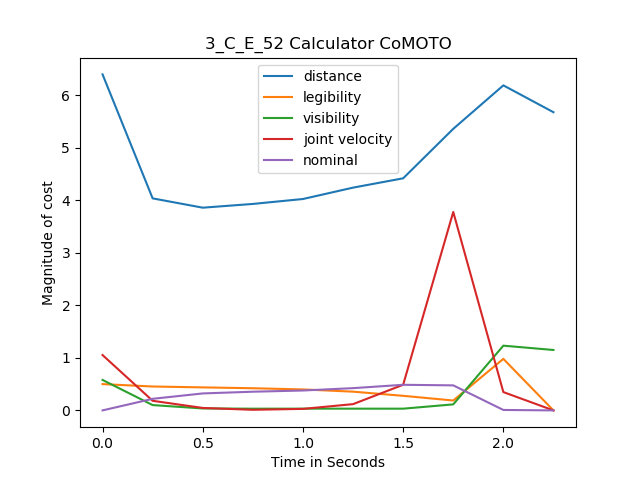 3_C_E_52 Calculator CoMOTO
distance
legibility
visibility
joint velocity
nominal
Magnitude of cost
6
5
4
3
2
1
0
0.0 0.5 1.0 1.5 2.0
Time in Seconds